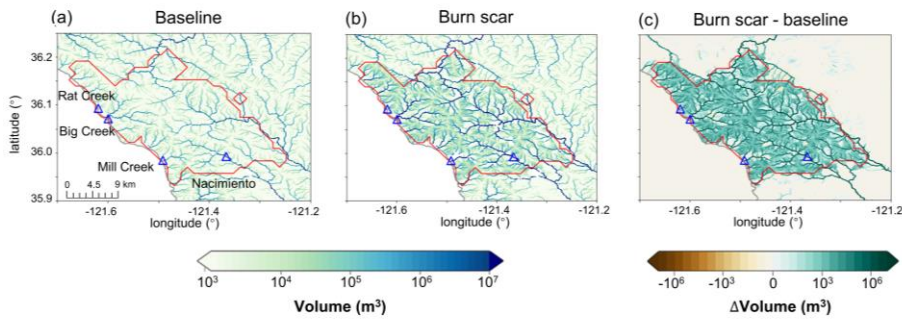 (a) Baseline
(b) Burn scar
(c) Burn scar - baseline
36.2
36.1
36.0
35.9
latitude (°)
Rat Creek
Big Creek
Mill Creek
Nacimiento
0 4.5 9 km
-121.6 -121.4 -121.2
longitude (°)
-121.6 -121.4 -121.2
longitude (°)
-121.6 -121.4 -121.2
longitude (°)
10³ 10⁴ 10⁵ 10⁶ 10⁷
Volume (m³)
-10⁶ -10³ 0 10³ 10⁶
ΔVolume (m³)